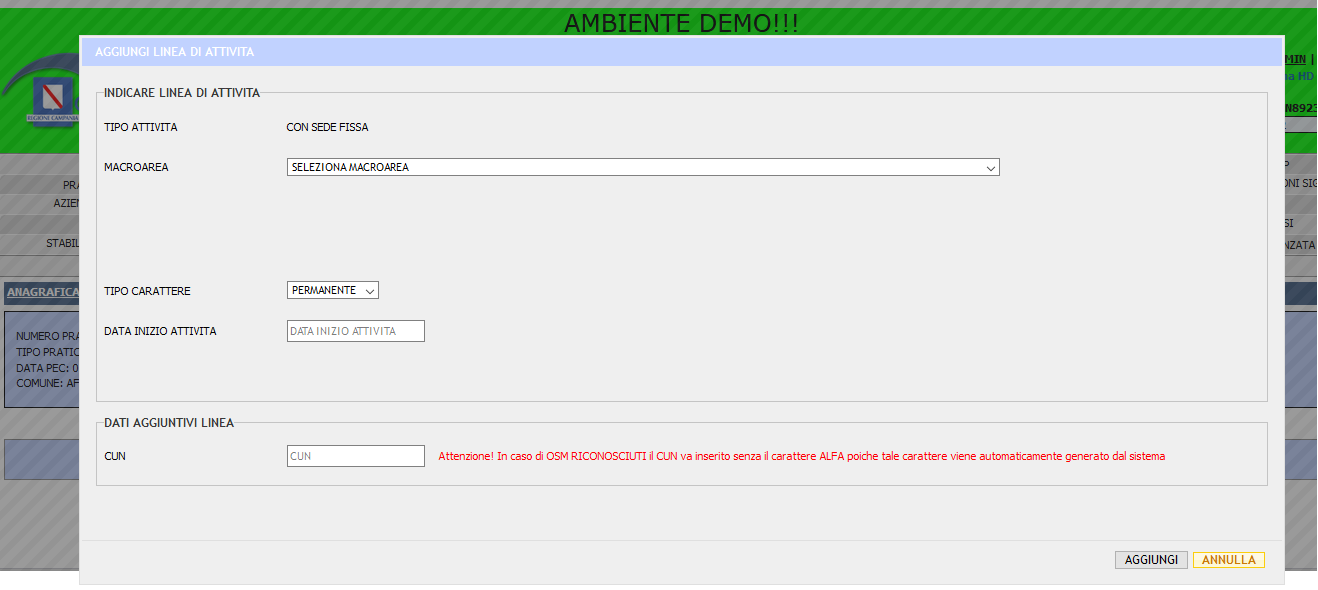 AMBIENTE DEMO!!!
AGGIUNGI LINEA DI ATTIVITA
INDICARE LINEA DI ATTIVITA
TIPO ATTIVITA CON SEDE FISSA
MACROAREA SELEZIONA MACROAREA
TIPO CARATTERE PERMANENTE
DATA INIZIO ATTIVITA DATA INIZIO ATTIVITA
DATI AGGIUNTIVI LINEA
CUN CUN Attenzione! In caso di OSM RICONOSCIUTI il CUN va inserito senza il carattere ALFA poiche tale carattere viene automaticamente generato dal sistema
AGGIUNGI ANNULLA
REGIONE CAMPANIA
MIN |
HD
N892
PRA
AZIEN
STABIL
ONI SIG
SI
NZATA
ANAGRAFICA
NUMERO PRA
TIPO PRATIC
DATA PEC: 0
COMUNE: AF